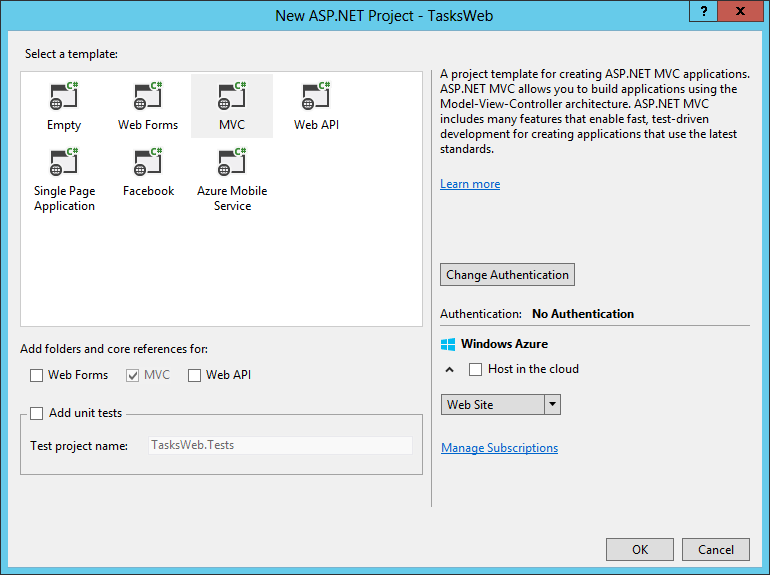 New ASP.NET Project - TasksWeb
?
x
Select a template:
C#
C#
C#
C#
Empty
Web Forms
MVC
Web API
C#
C#
C#
Single Page
Application
Facebook
Azure Mobile
Service
A project template for creating ASP.NET MVC applications.
ASP.NET MVC allows you to build applications using the
Model-View-Controller architecture. ASP.NET MVC
includes many features that enable fast, test-driven
development for creating applications that use the latest
standards.
Learn more
Change Authentication
Authentication: No Authentication
Windows Azure
Host in the cloud
Web Site
Manage Subscriptions
Add folders and core references for:
Web Forms
MVC
Web API
Add unit tests
Test project name: TasksWeb.Tests
OK
Cancel